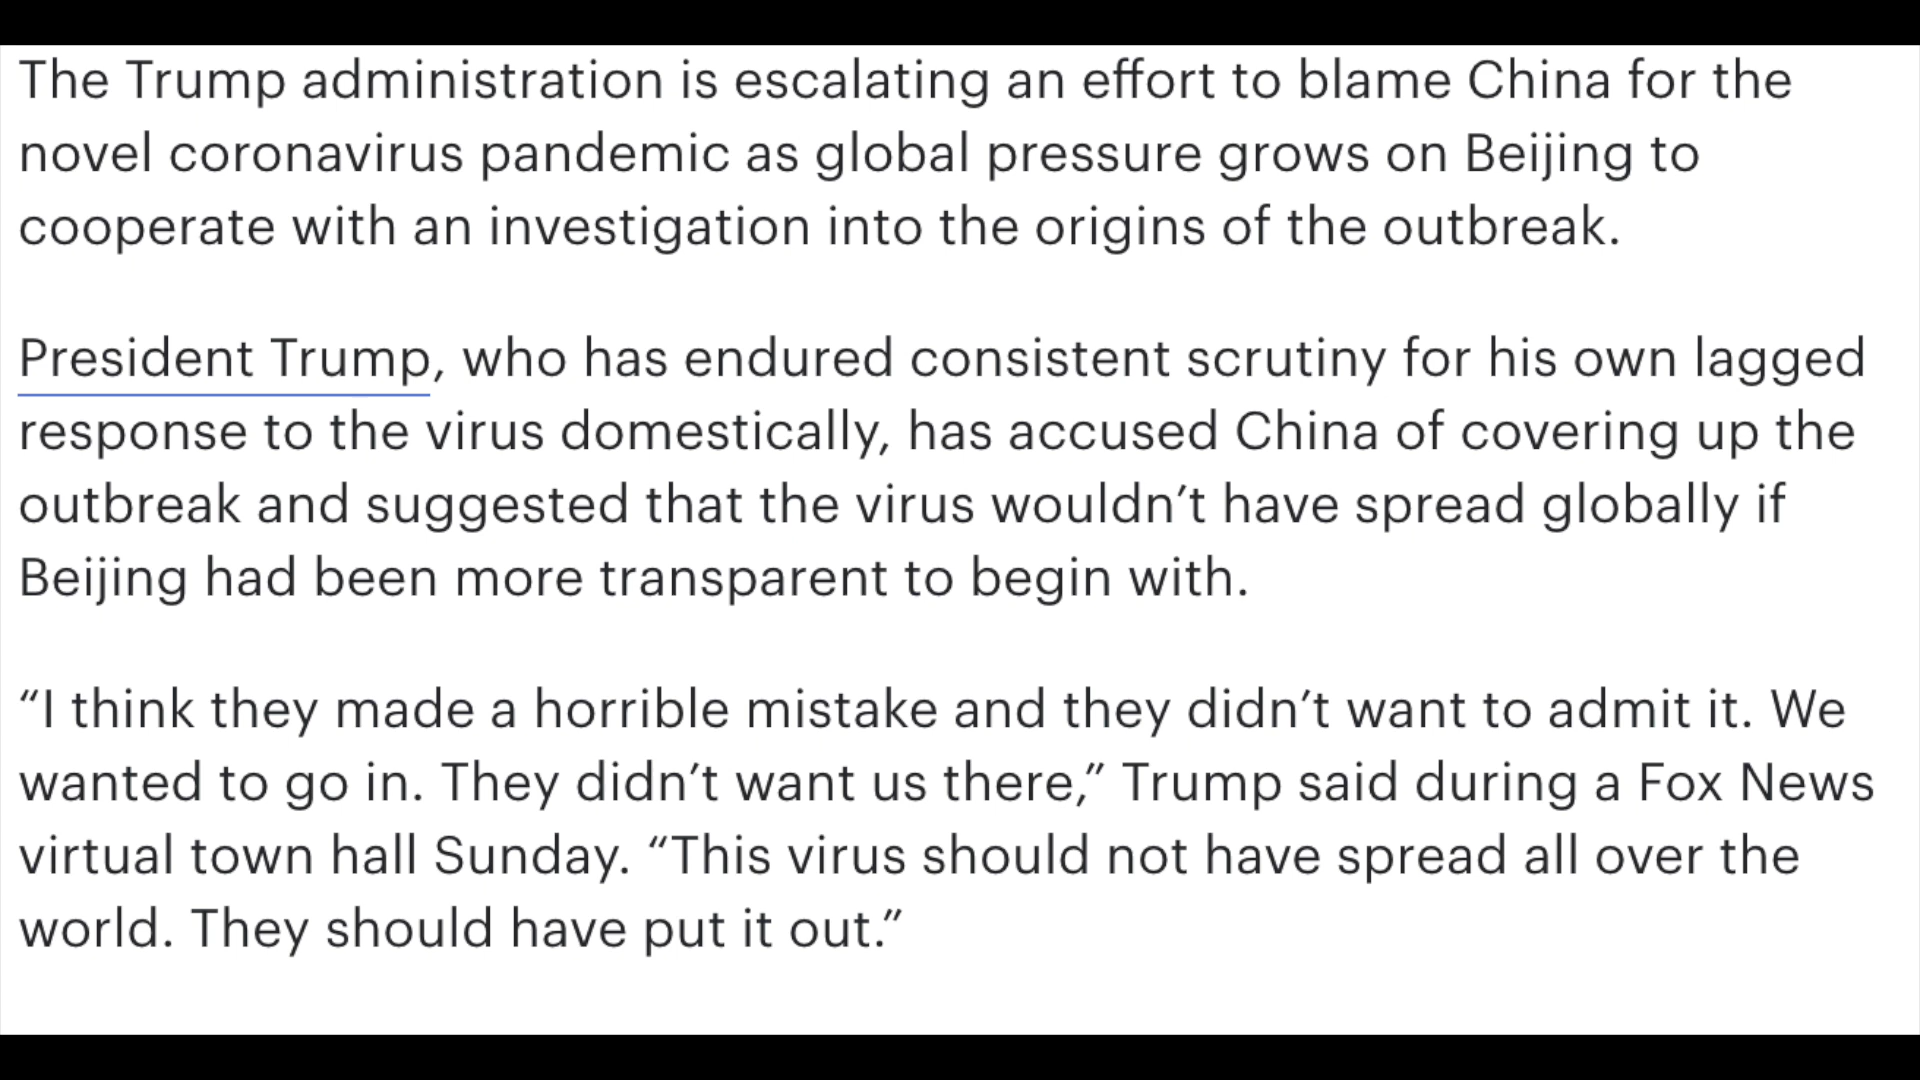 The Trump administration is escalating an effort to blame China for the
novel coronavirus pandemic as global pressure grows on Beijing to
cooperate with an investigation into the origins of the outbreak.
President Trump, who has endured consistent scrutiny for his own lagged
response to the virus domestically, has accused China of covering up the
outbreak and suggested that the virus wouldn’t have spread globally if
Beijing had been more transparent to begin with.
“I think they made a horrible mistake and they didn’t want to admit it. We
wanted to go in. They didn’t want us there,” Trump said during a Fox News
virtual town hall Sunday. “This virus should not have spread all over the
world. They should have put it out.”